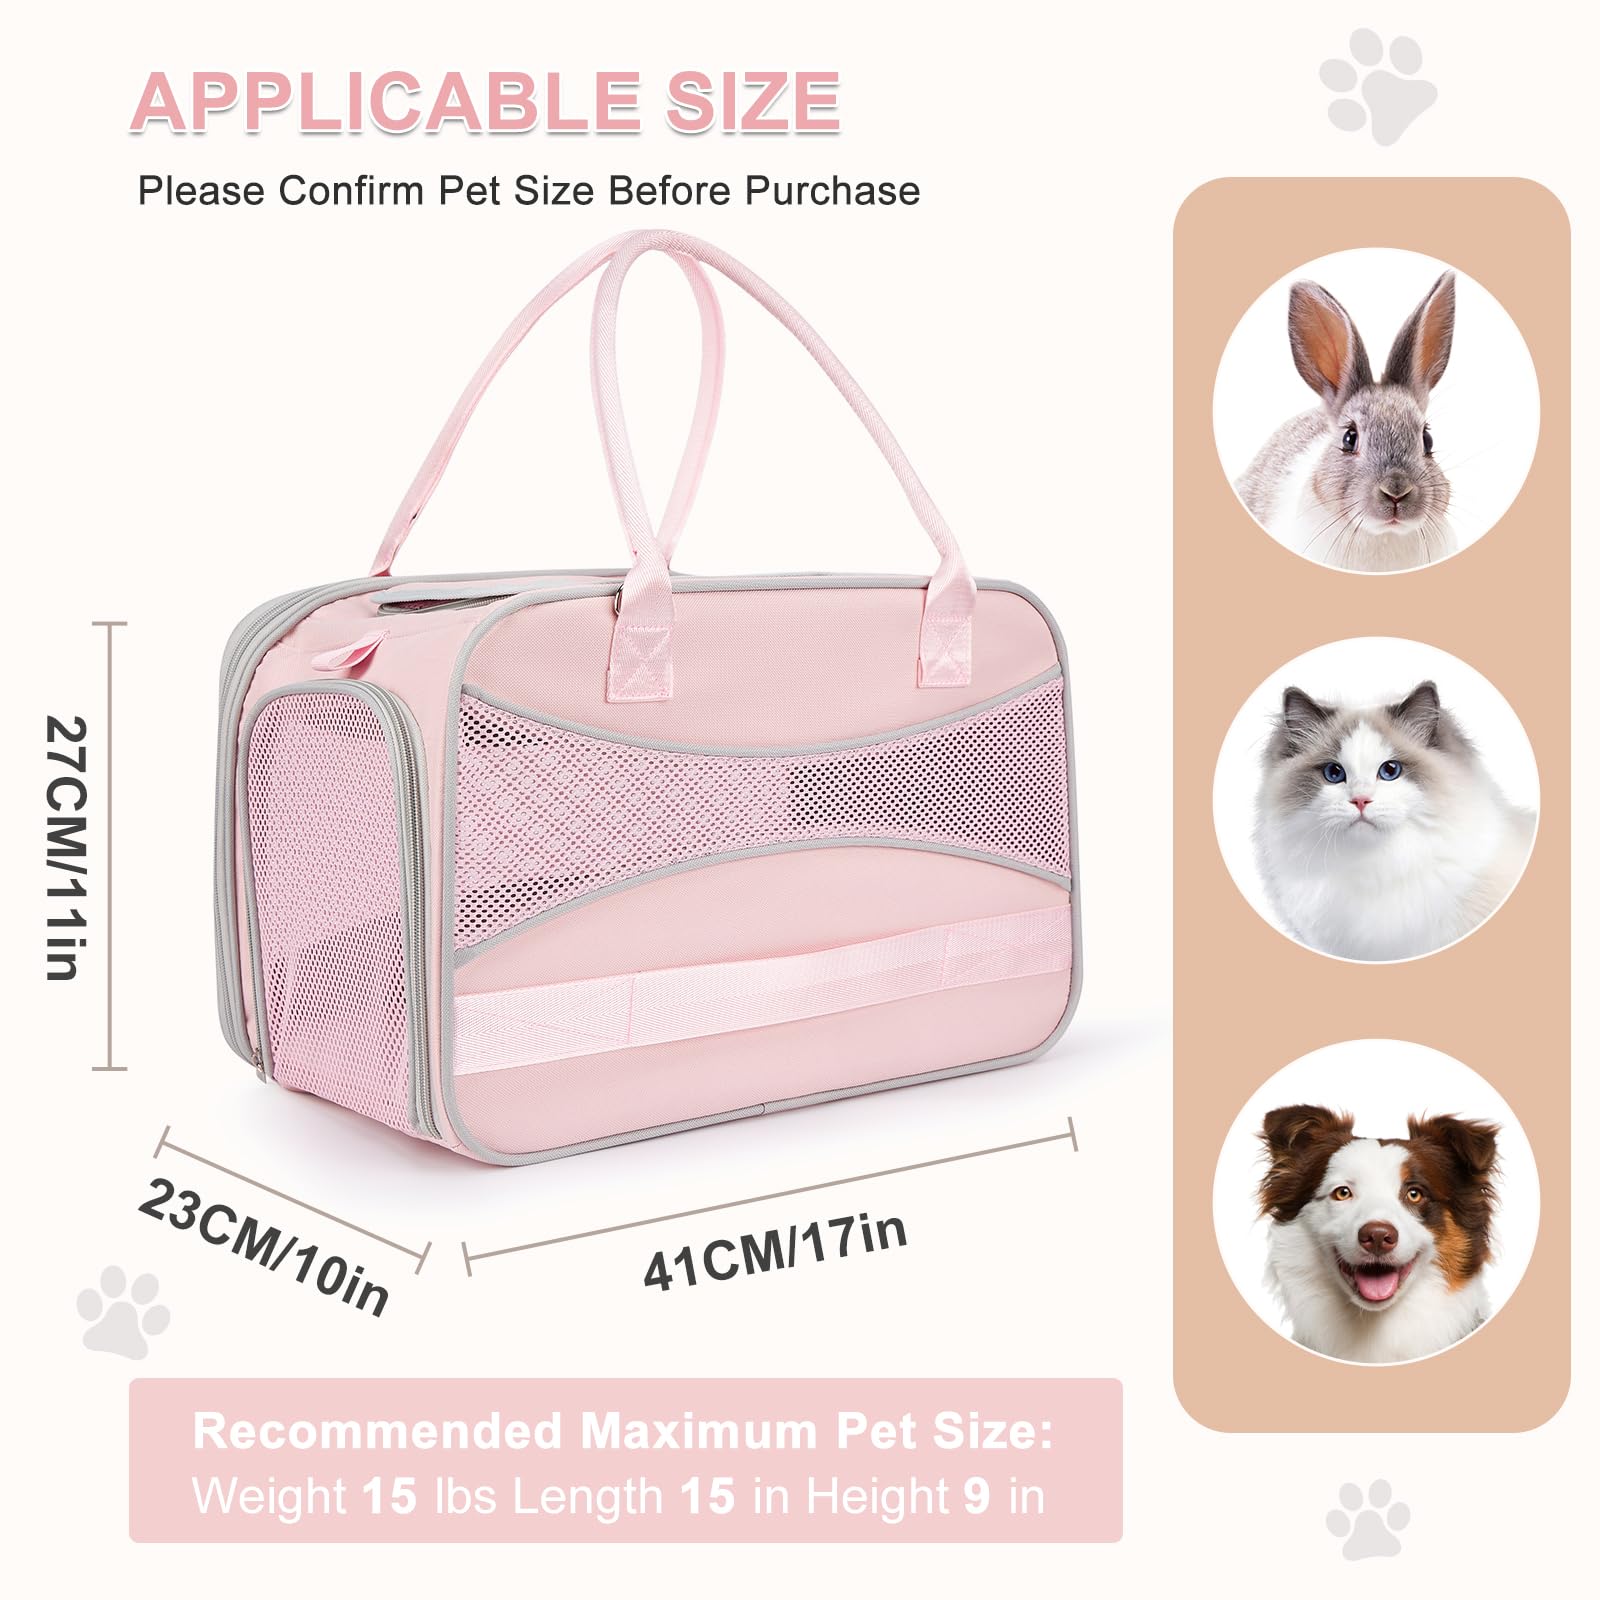 APPLICABLE SIZE
Please Confirm Pet Size Before Purchase
27CM/11in
23CM/10in
41CM/17in
Recommended Maximum Pet Size:
Weight 15 lbs Length 15 in Height 9 in